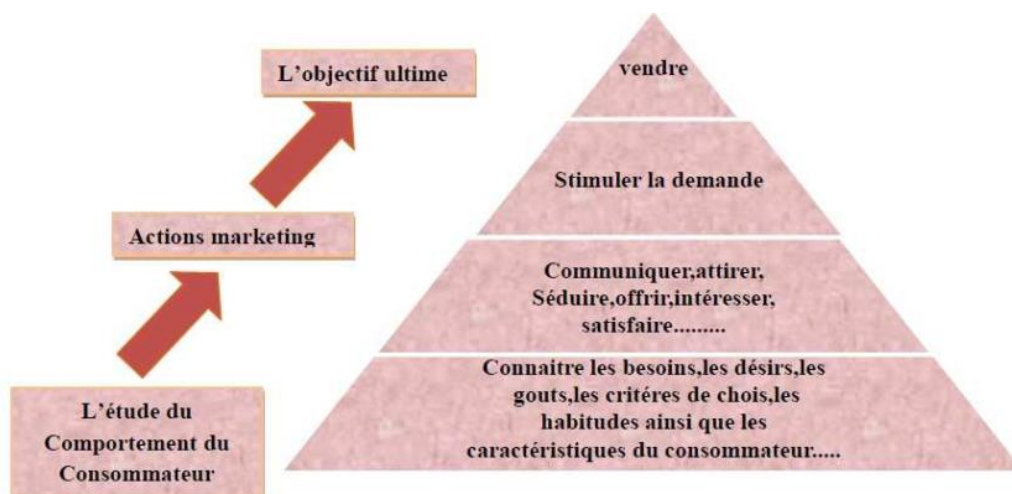 L'objectif ultime
Actions marketing
L'étude du
Comportement du
Consommateur
vendre
Stimuler la demande
Communiquer,attirer,
Séduire,offrir,intéresser,
satisfaire.........
Connaitre les besoins,les désirs,les
gouts,les critéres de chois,les
habitudes ainsi que les
caractéristiques du consommateur.....